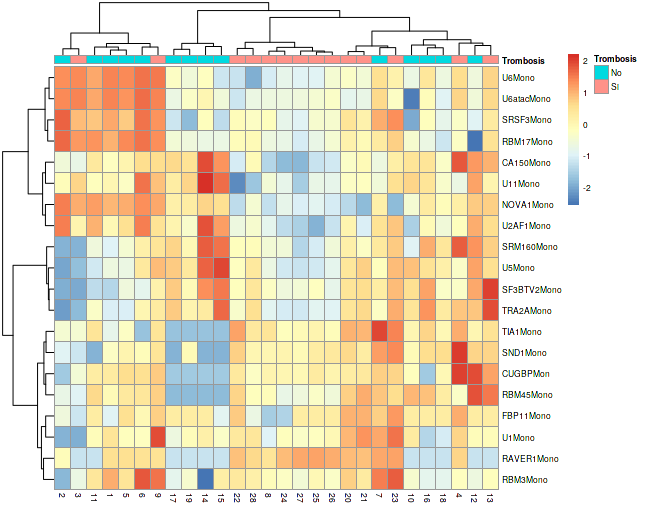 Trombosis
U6Mono
U6atacMono
SRSF3Mono
RBM17Mono
CA150Mono
U11Mono
NOVA1Mono
U2AF1Mono
SRM160Mono
U5Mono
SF3BTV2Mono
TRA2AMono
TIA1Mono
SND1Mono
CUGBPMon
RBM45Mono
FBP11Mono
U1Mono
RAVER1Mono
RBM3Mono
2 3 11 1 5 6 9 17 19 14 15 22 28 8 24 27 25 26 20 21 7 23 10 16 18 4 12 13
2
1
0
-1
-2
Trombosis
No
SI